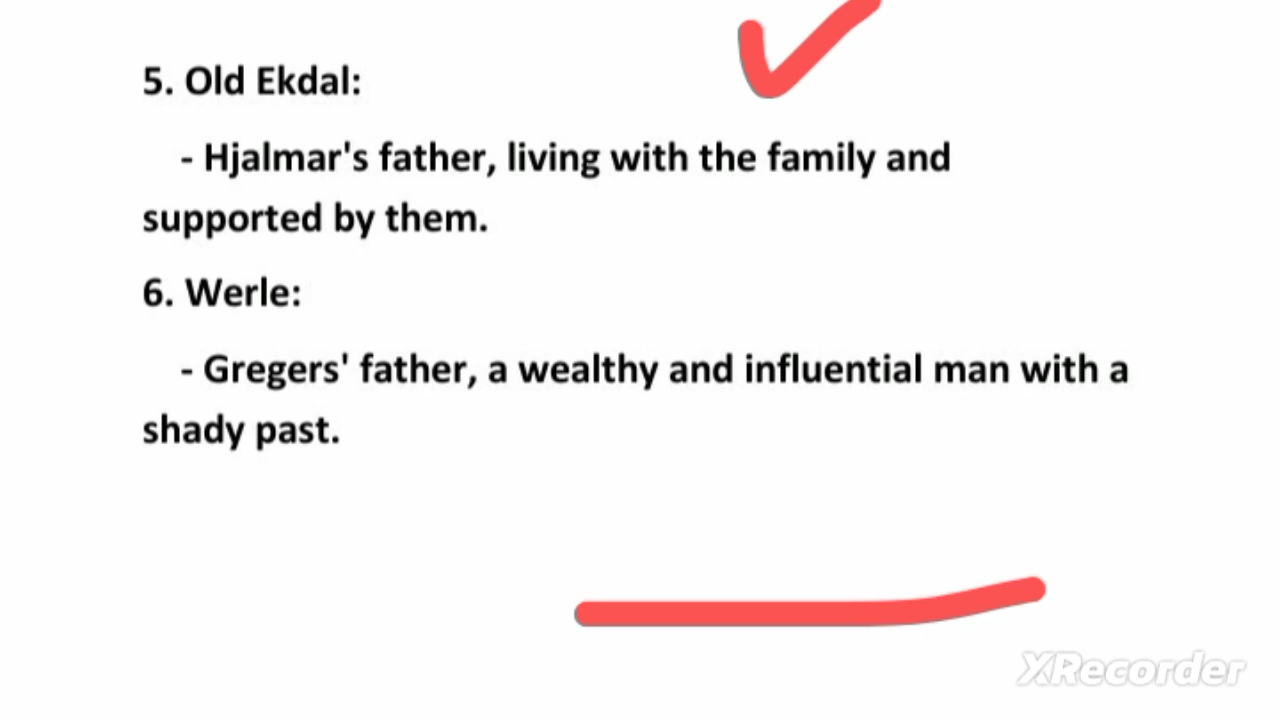 5. Old Ekdal:
- Hjalmar's father, living with the family and
supported by them.
6. Werle:
- Gregers' father, a wealthy and influential man with a
shady past.
XRecorder